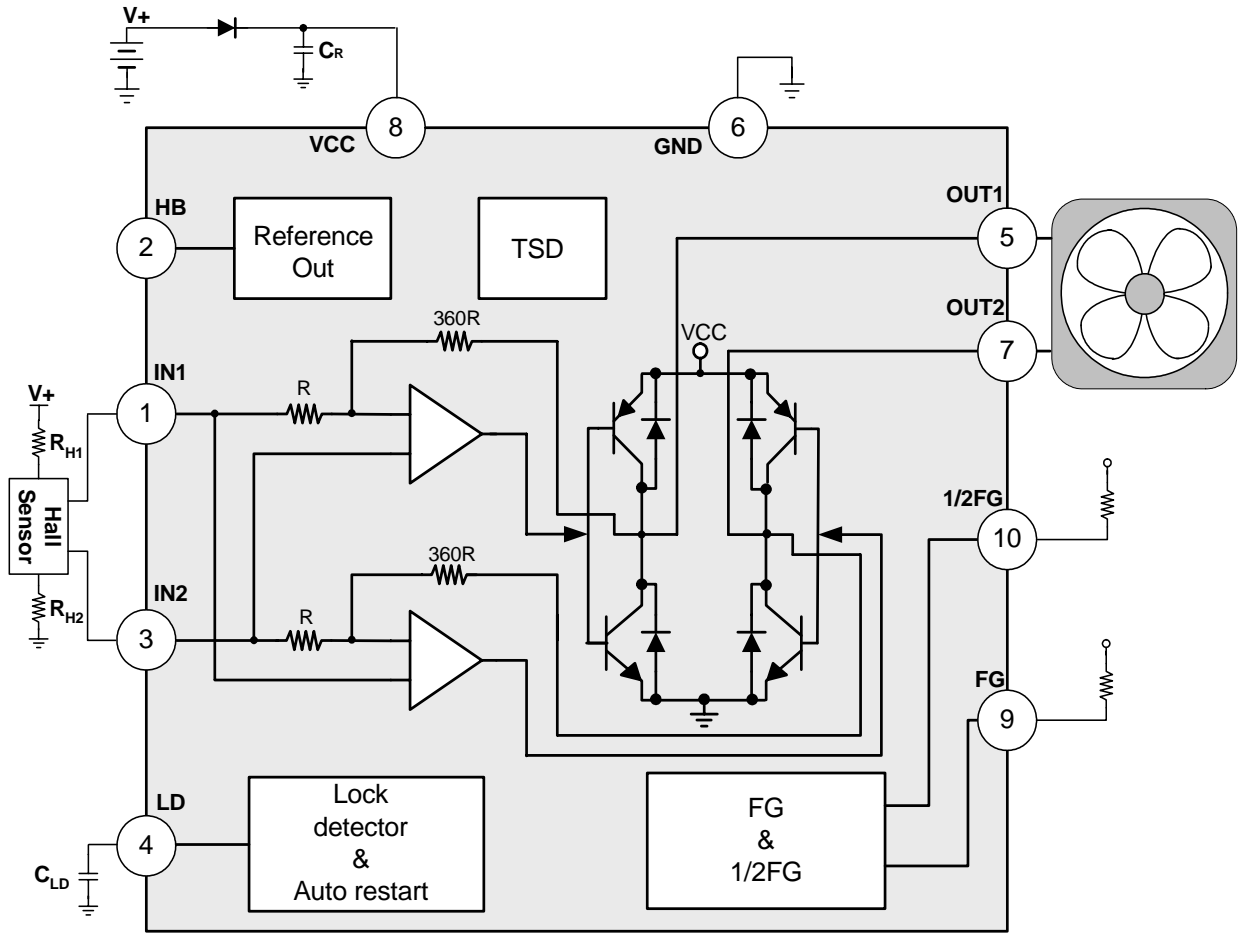 V+
CR
8
VCC
6
GND
HB
2
Reference
Out
TSD
OUT1
5
OUT2
7
360R
VCC
IN1
1
R
V+
RH1
Hall
Sensor
RH2
1/2FG
10
360R
IN2
3
R
FG
9
LD
4
CLD
Lock
detector
&
Auto restart
FG
&
1/2FG